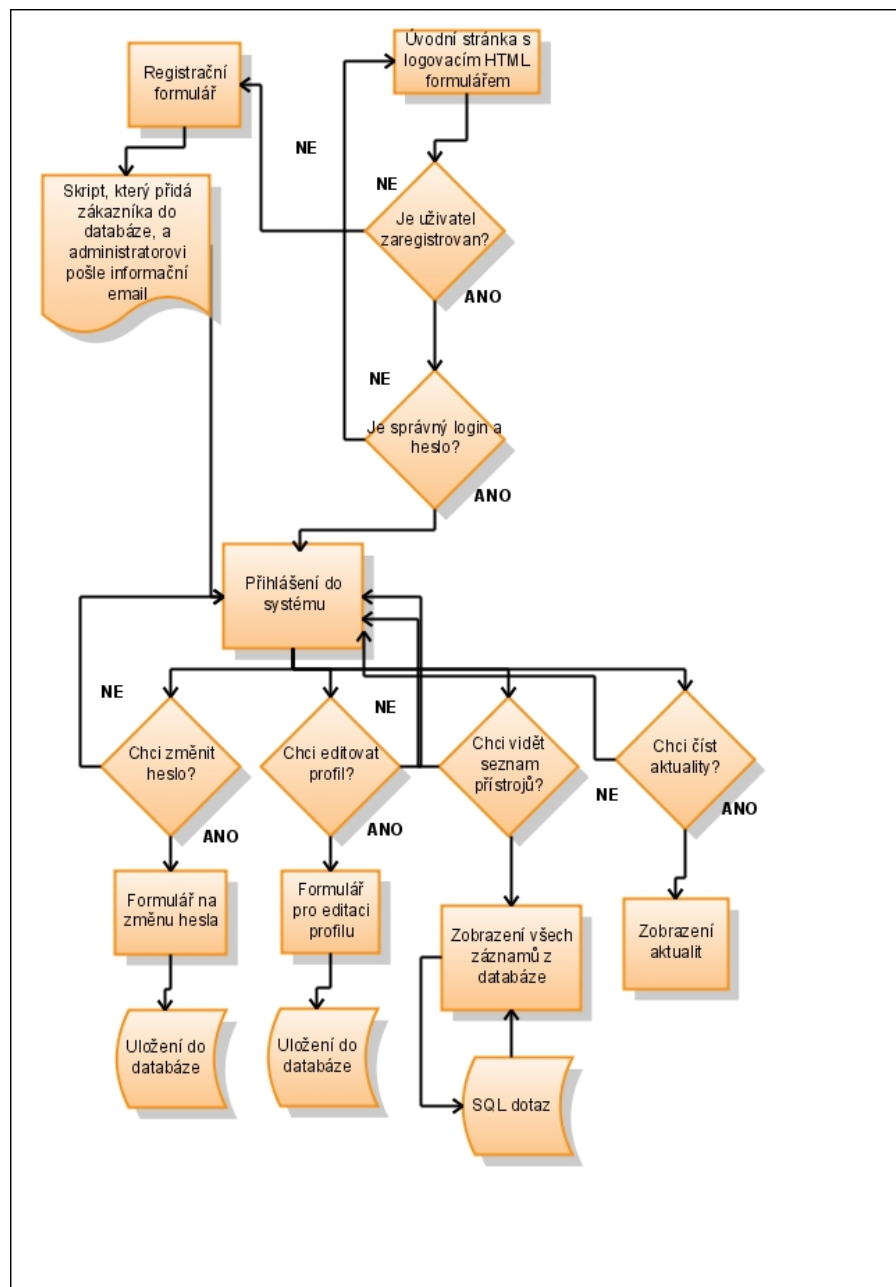 Úvodní stránka s
logovacím HTML
formulářem
Registrační
formulář
NE
NE
Skript, který přidá
zákazníka do
databáze, a
administratorovi
pošle informační
email
Je uživatel
zaregistrovan?
ANO
NE
Je správný login a
heslo?
ANO
Přihlášení do
systému
NE
NE
Chci změnit
heslo?
Chci editovat
profil?
Chci vidět
seznam
přístrojů?
Chci číst
aktuality?
NE
ANO
ANO
ANO
Formulář na
změnu hesla
Formulář
pro editaci
profilu
Zobrazení všech
záznamů z
databáze
Zobrazení
aktualit
Uložení do
databáze
Uložení do
databáze
SQL dotaz